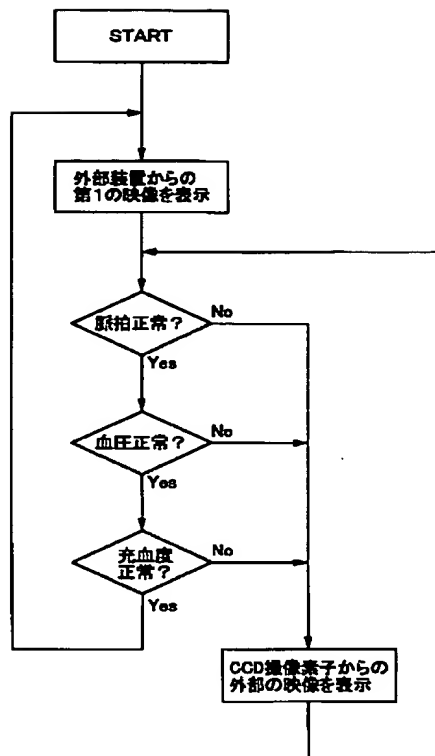 START
外部装置からの
第1の映像を表示
脈拍正常?
No
Yes
血圧正常?
No
Yes
充血度
正常?
No
Yes
CCD撮像素子からの
外部の映像を表示